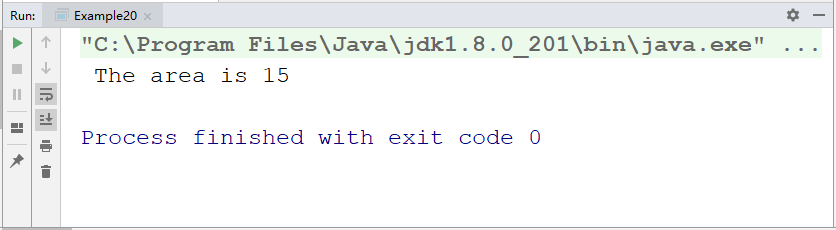 Run: Example20
"C:\Program Files\Java\jdk1.8.0_201\bin\java.exe" ...
The area is 15
Process finished with exit code 0